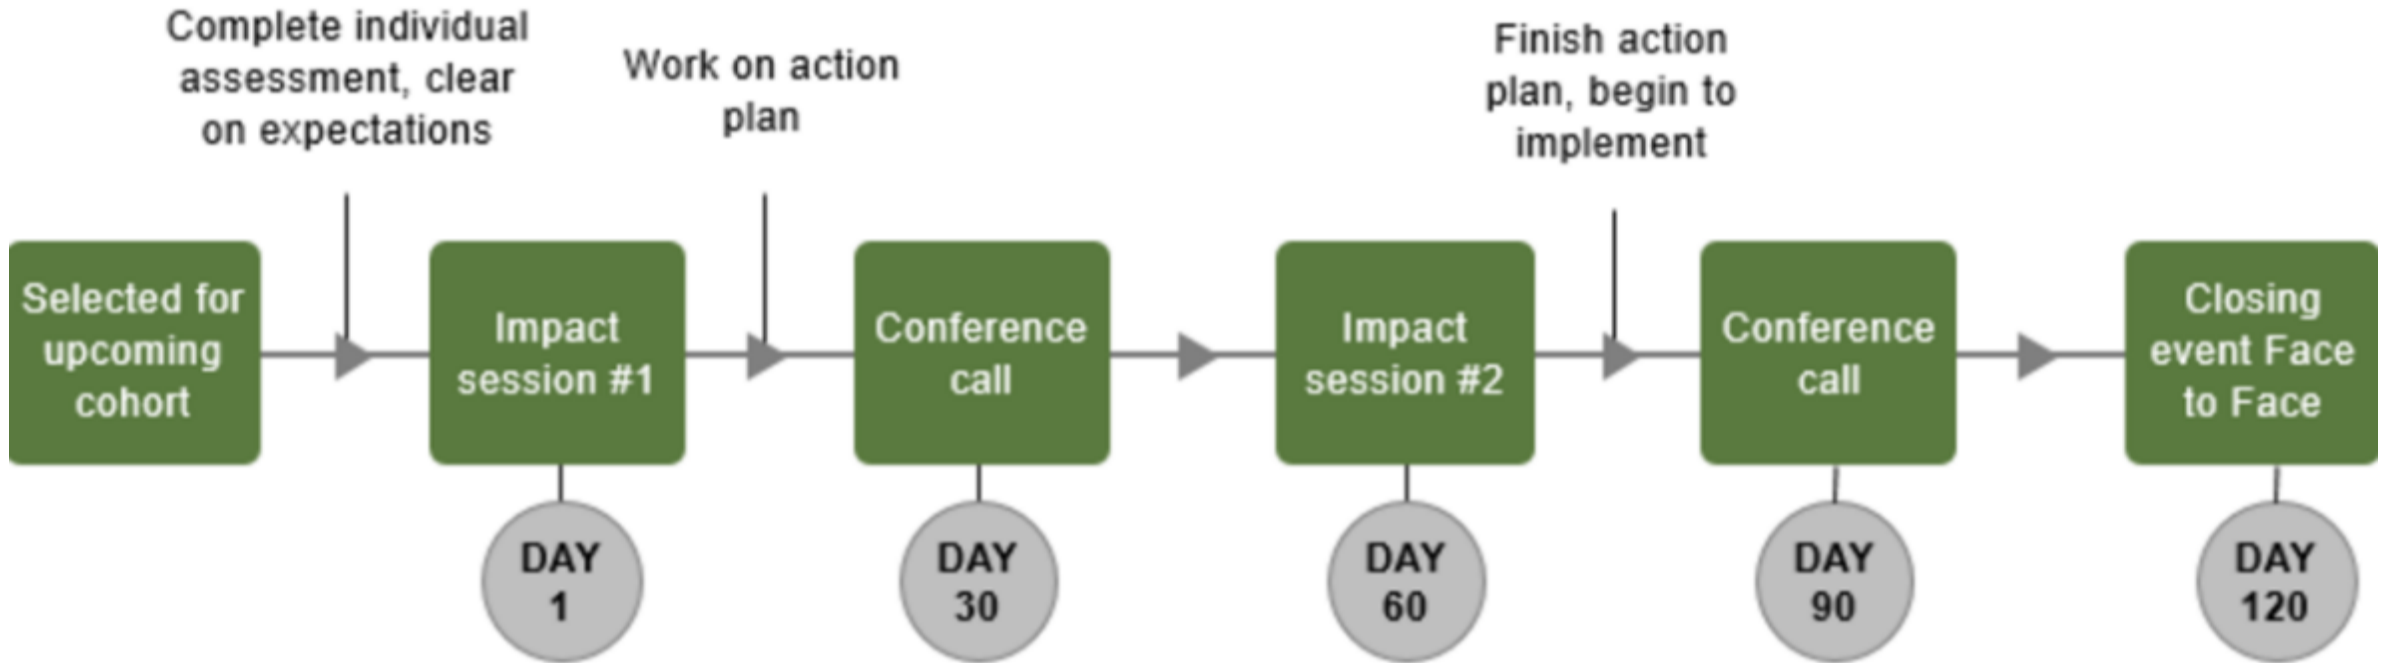 Complete individual
assessment, clear
on expectations
Work on action
plan
Finish action
plan, begin to
implement
Selected for
upcoming
cohort
Impact
session #1
Conference
call
Impact
session #2
Conference
call
Closing
event Face
to Face
DAY
1
DAY
30
DAY
60
DAY
90
DAY
120